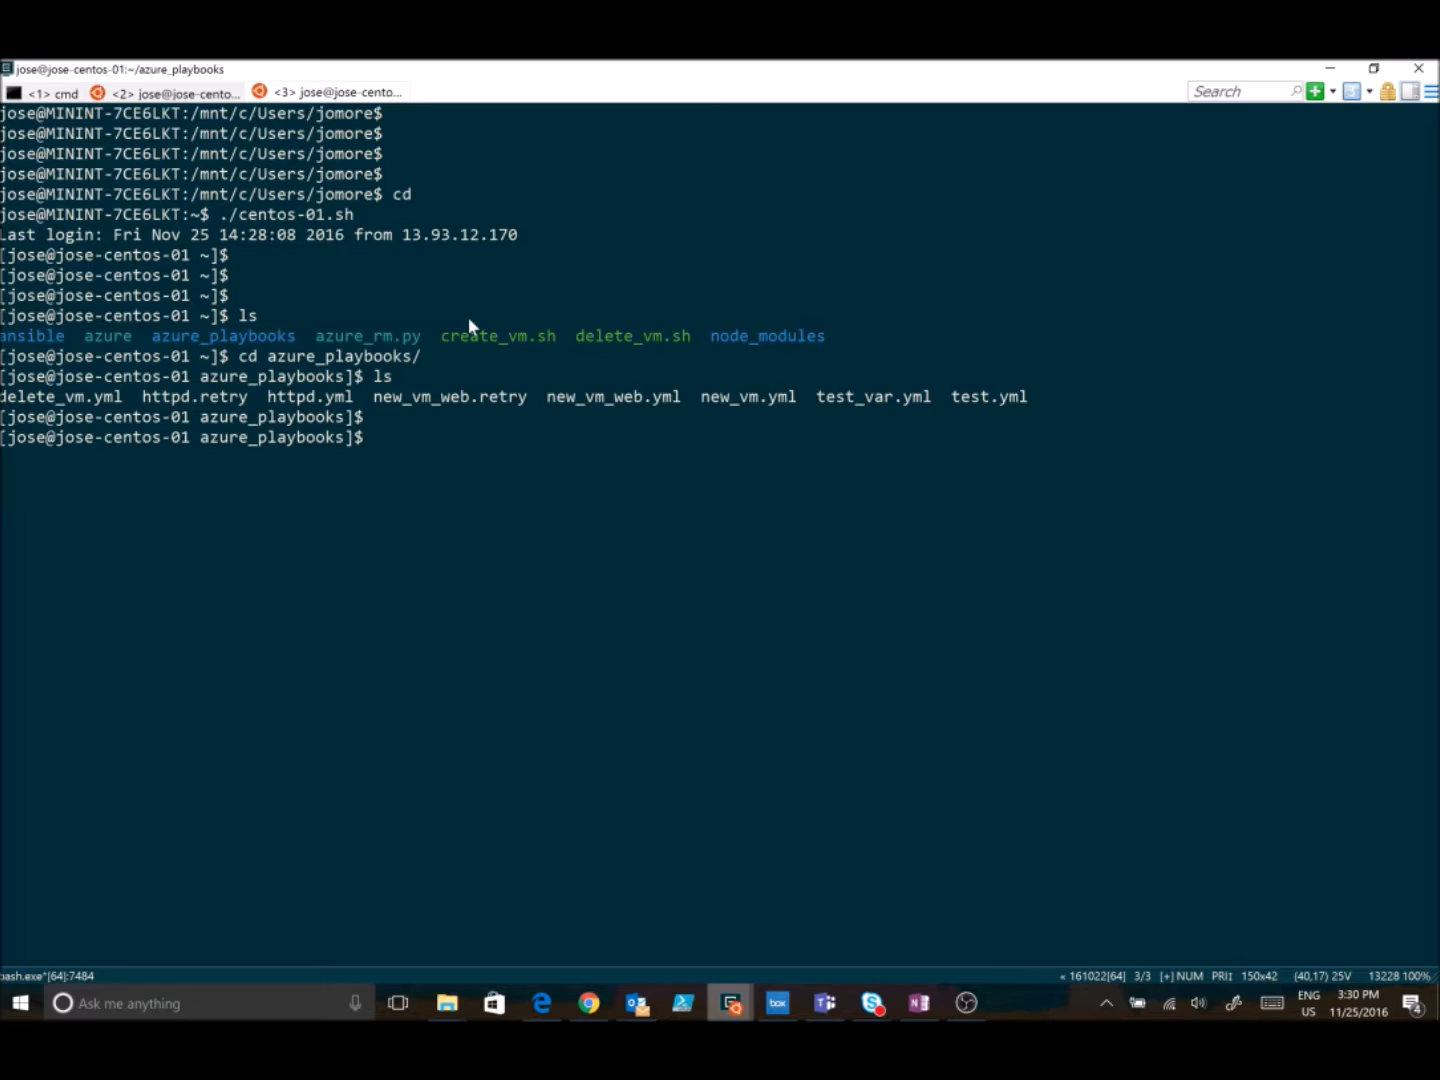 jose@jose-centos-01:~/azure_playbooks
<1> cmd <2> jose@jose-cento... <3> jose@jose-cento... Search
jose@MININT-7CE6LKT:/mnt/c/Users/jomore$
jose@MININT-7CE6LKT:/mnt/c/Users/jomore$
jose@MININT-7CE6LKT:/mnt/c/Users/jomore$
jose@MININT-7CE6LKT:/mnt/c/Users/jomore$
jose@MININT-7CE6LKT:/mnt/c/Users/jomore$ cd
jose@MININT-7CE6LKT:~$ ./centos-01.sh
Last login: Fri Nov 25 14:28:08 2016 from 13.93.12.170
[jose@jose-centos-01 ~]$
[jose@jose-centos-01 ~]$
[jose@jose-centos-01 ~]$
[jose@jose-centos-01 ~]$ ls
ansible azure azure_playbooks azure_rm.py create_vm.sh delete_vm.sh node_modules
[jose@jose-centos-01 ~]$ cd azure_playbooks/
[jose@jose-centos-01 azure_playbooks]$ ls
delete_vm.yml httpd.retry httpd.yml new_vm_web.retry new_vm_web.yml new_vm.yml test_var.yml test.yml
[jose@jose-centos-01 azure_playbooks]$
[jose@jose-centos-01 azure_playbooks]$
bash.exe*[64]:7484 « 161022[64] 3/3 [+] NUM PRI↕ 150x42 (40,17) 25V 13228 100%
Ask me anything box ENG 3:30 PM
US 11/25/2016 4